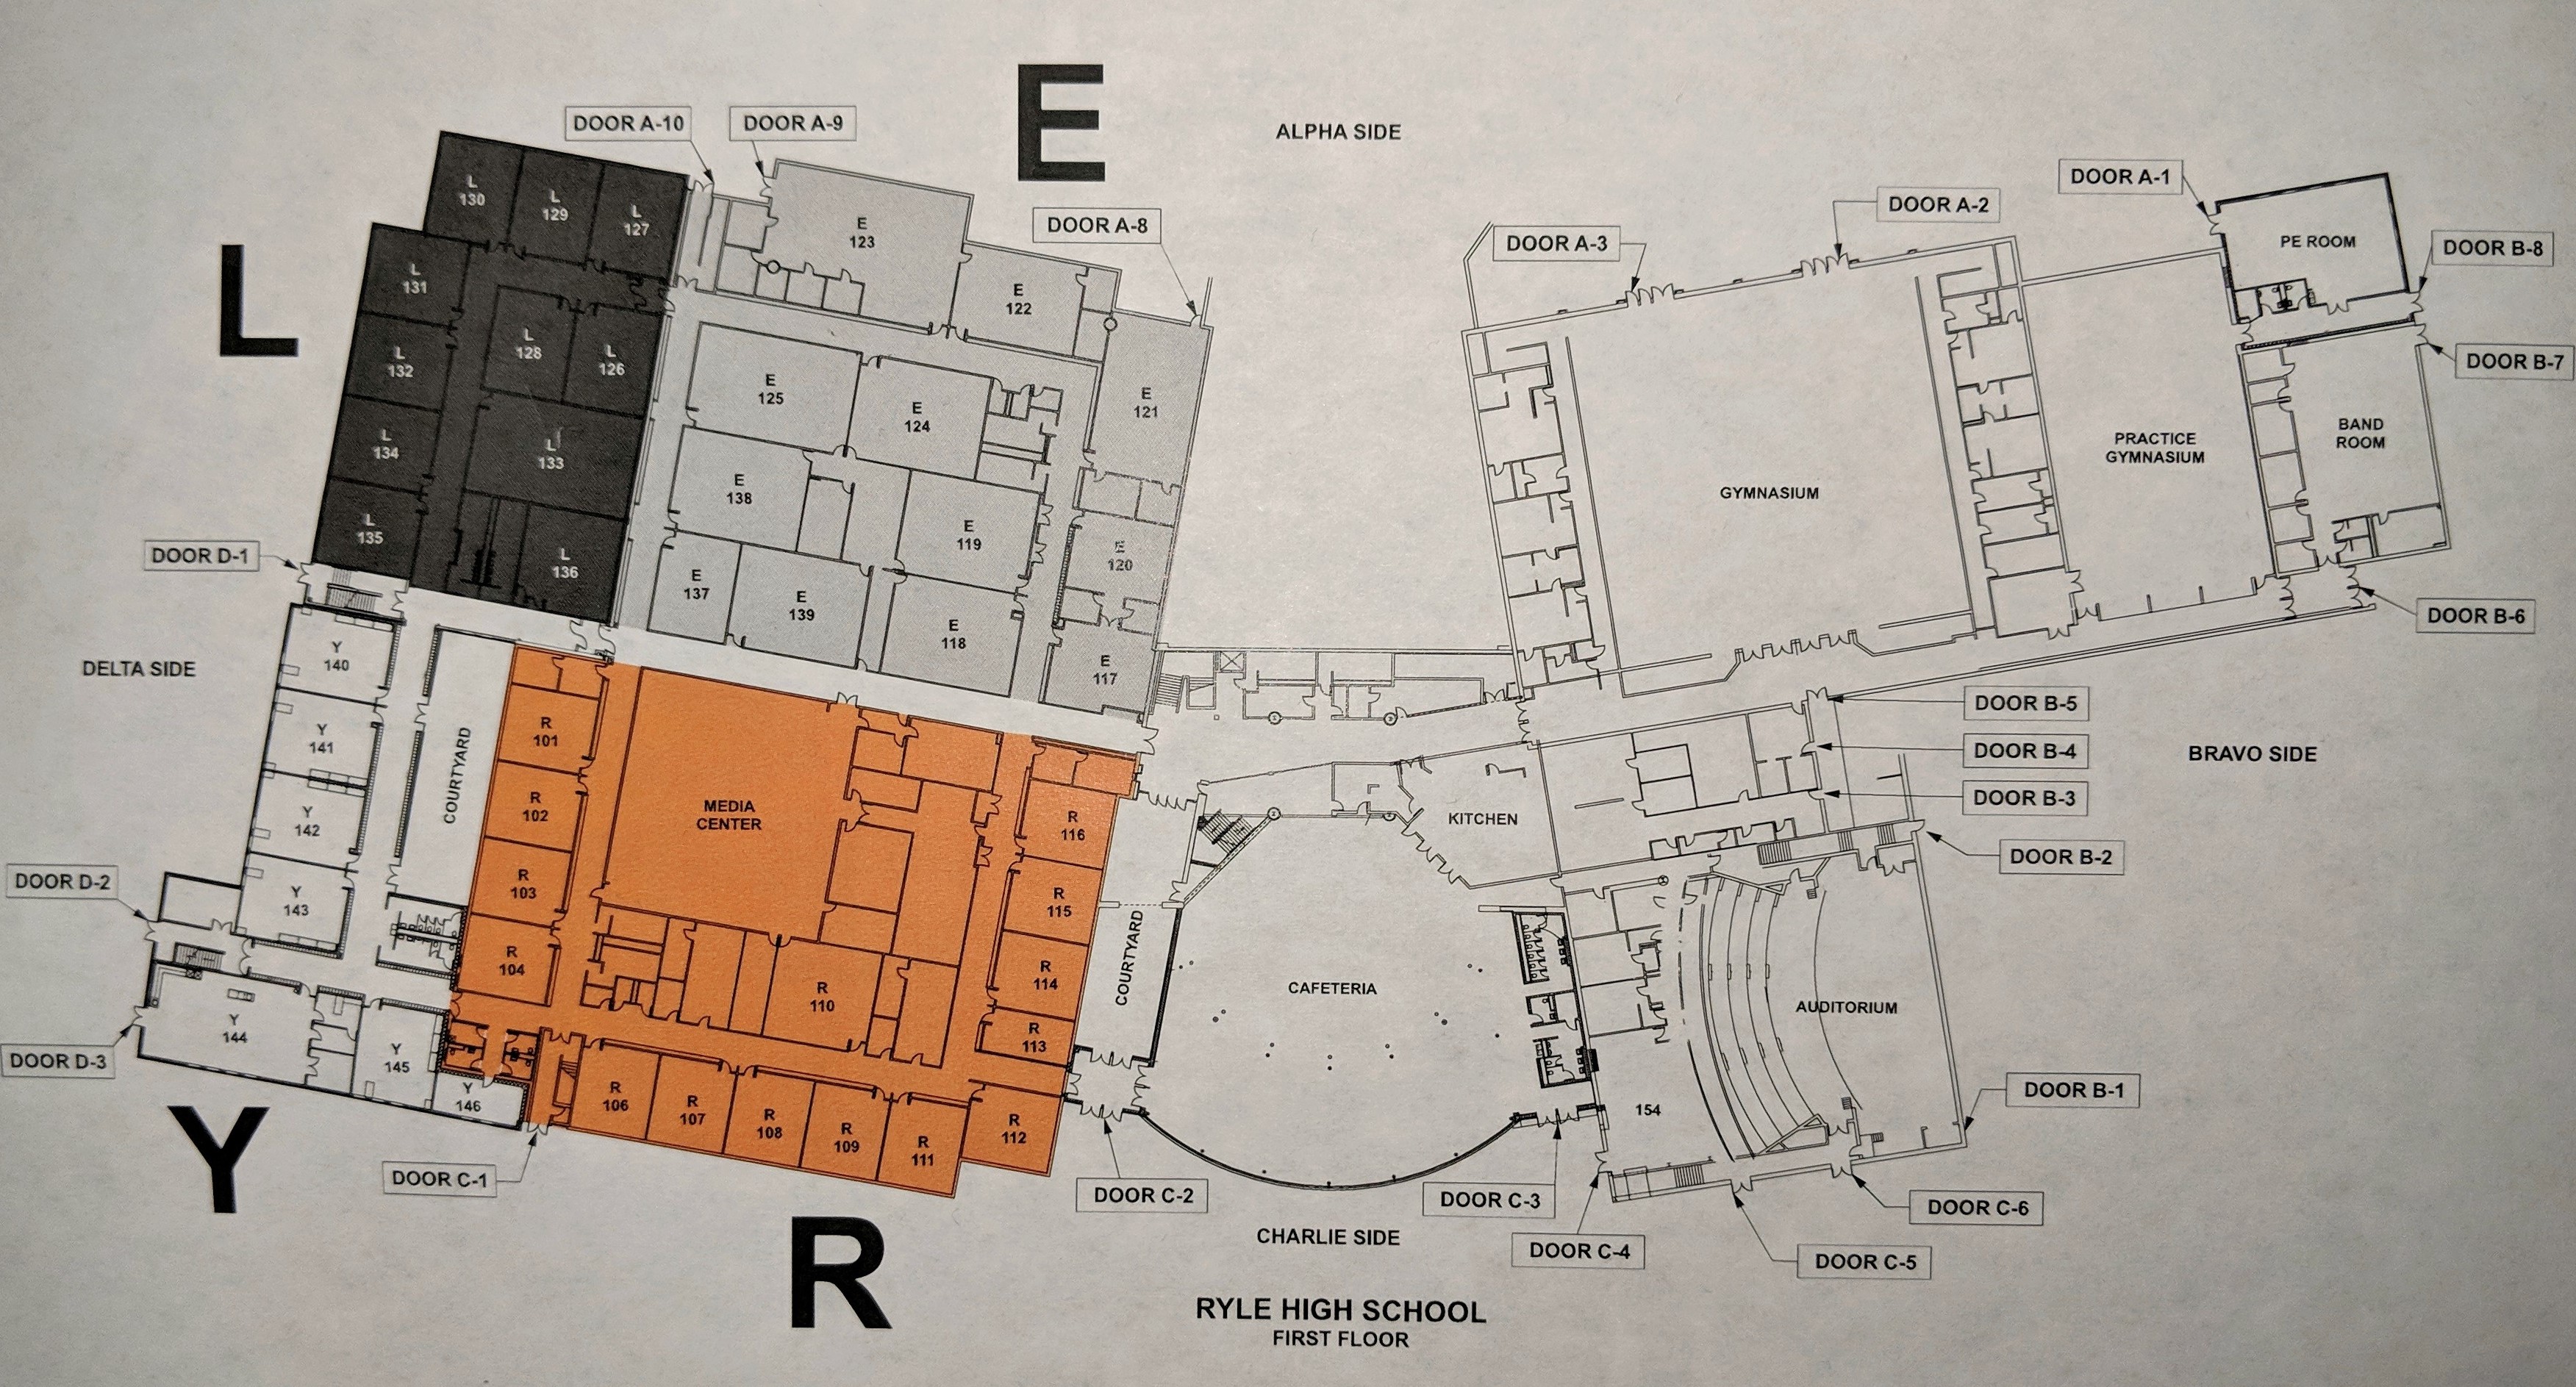 E
ALPHA SIDE
DOOR A-10
DOOR A-9
DOOR A-8
DOOR A-3
DOOR A-2
DOOR A-1
PE ROOM
DOOR B-8
DOOR B-7
L
L
130
L
129
L
127
L
131
L
132
L
128
L
126
L
134
L
133
L
135
L
136
E
123
E
122
E
121
E
125
E
124
E
138
E
119
E
120
E
137
E
139
E
118
E
117
GYMNASIUM
PRACTICE
GYMNASIUM
BAND
ROOM
DOOR B-6
DOOR D-1
DELTA SIDE
Y
140
Y
141
Y
142
Y
143
COURTYARD
DOOR D-2
Y
144
Y
145
Y
146
DOOR D-3
Y
R
101
R
102
R
103
R
104
MEDIA
CENTER
R
116
R
115
R
114
R
113
R
110
R
106
R
107
R
108
R
109
R
111
R
112
DOOR C-1
R
COURTYARD
KITCHEN
CAFETERIA
DOOR B-5
DOOR B-4
DOOR B-3
DOOR B-2
BRAVO SIDE
AUDITORIUM
154
DOOR B-1
DOOR C-2
DOOR C-3
DOOR C-4
DOOR C-5
DOOR C-6
CHARLIE SIDE
RYLE HIGH SCHOOL
FIRST FLOOR